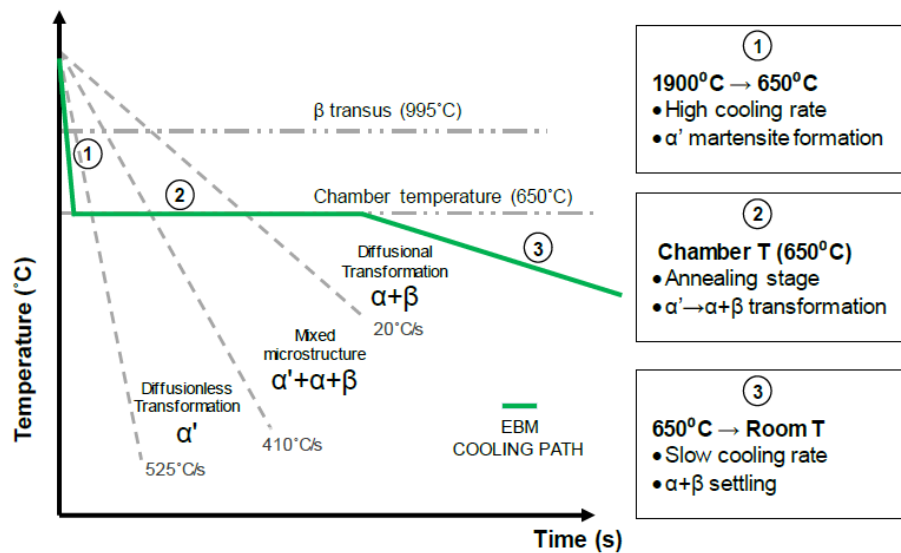 Temperature (˚C)
Time (s)
β transus (995˚C)
Chamber temperature (650˚C)
1
2
3
Diffusional
Transformation
α+β
20˚C/s
Mixed
microstructure
α'+α+β
410˚C/s
Diffusionless
Transformation
α'
525˚C/s
EBM
COOLING PATH
1
1900⁰C → 650⁰C
• High cooling rate
• α' martensite formation
2
Chamber T (650⁰C)
• Annealing stage
• α'→α+β transformation
3
650⁰C → Room T
• Slow cooling rate
• α+β settling